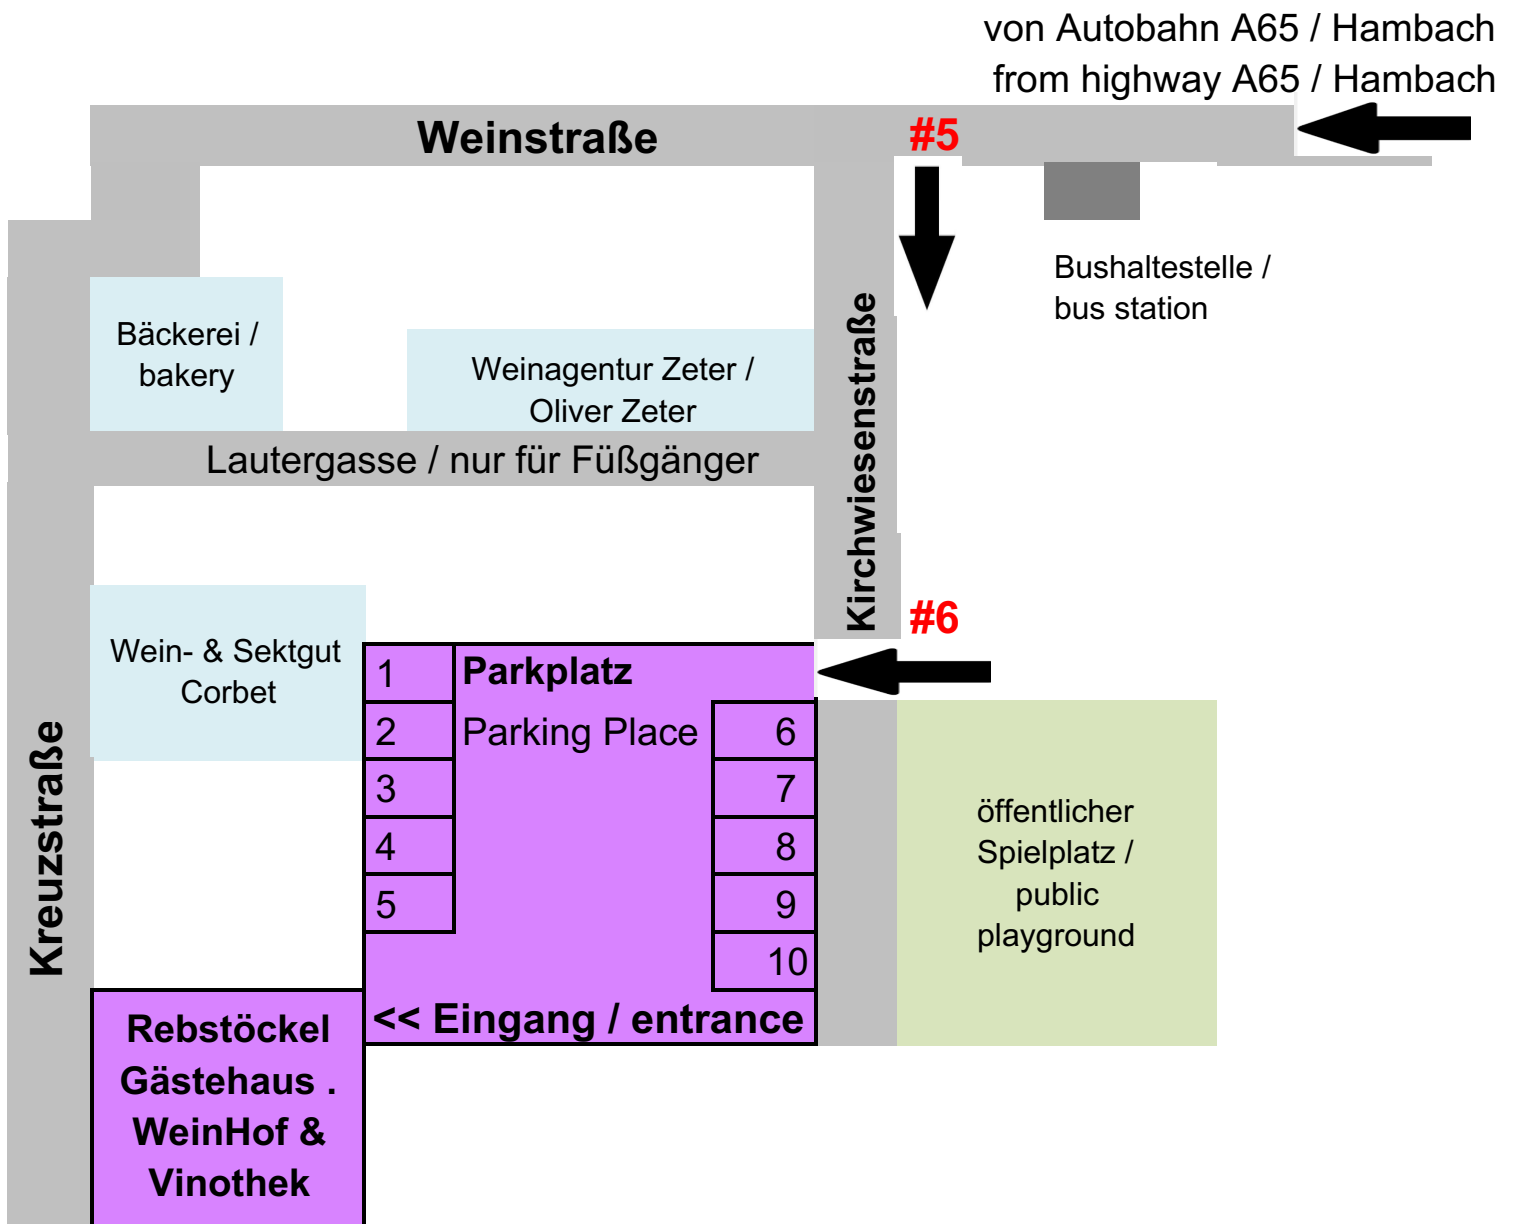 von Autobahn A65 / Hambach
from highway A65 / Hambach
Weinstraße
#5
Bushaltestelle /
bus station
Bäckerei /
bakery
Weinagentur Zeter /
Oliver Zeter
Kirchwiesenstraße
Lautergasse / nur für Füßgänger
#6
Wein- & Sektgut
Corbet
Kreuzstraße
Parkplatz
Parking Place
1
2
3
4
5
6
7
8
9
10
öffentlicher
Spielplatz /
public
playground
<< Eingang / entrance
Rebstöckel
Gästehaus .
WeinHof &
Vinothek